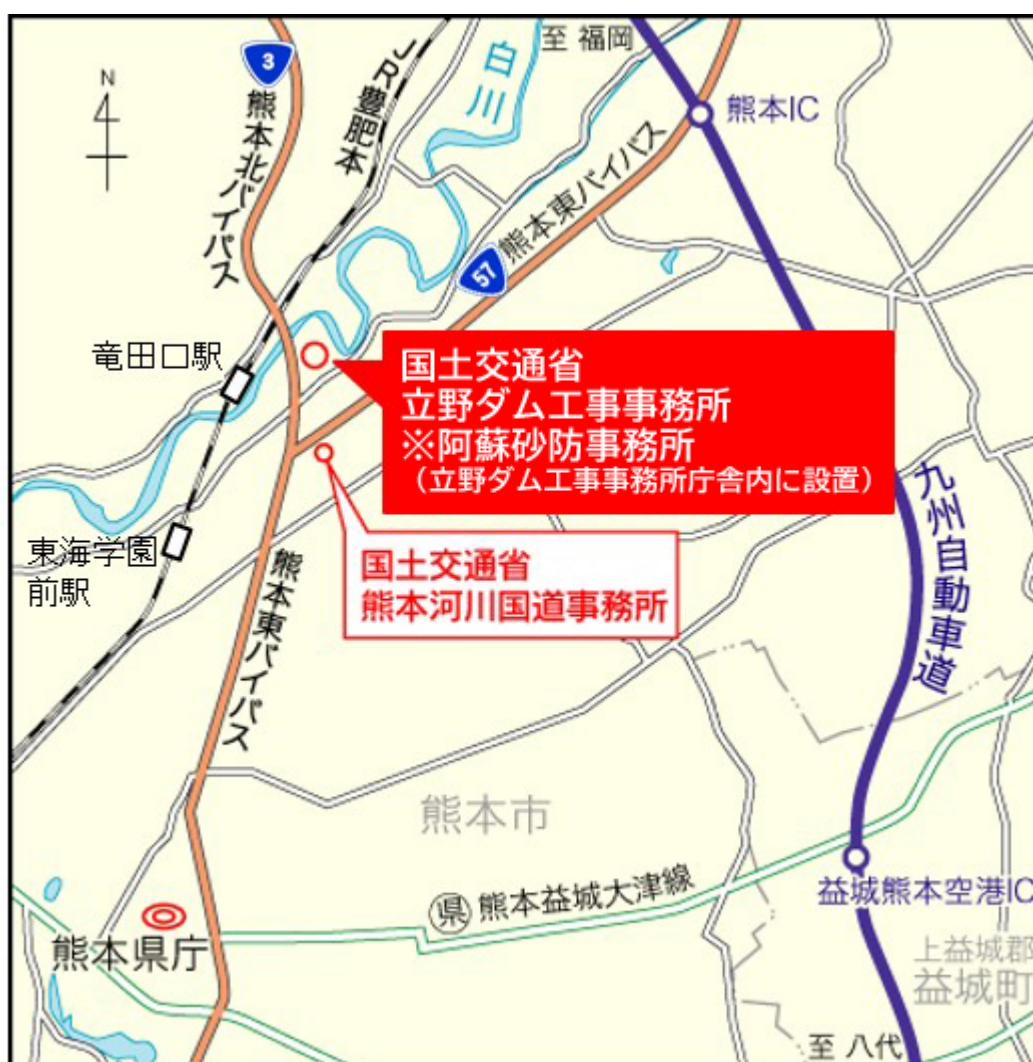 至 福岡
3
N
白川
JR豊肥本
熊本IC
熊本北バイパス
熊本東バイパス
57
竜田口駅
国土交通省
立野ダム工事事務所
※阿蘇砂防事務所
（立野ダム工事事務所庁舎内に設置）
九州自動車道
東海学園
前駅
国土交通省
熊本河川国道事務所
熊本東バイパス
熊本市
益城熊本空港IC
県 熊本益城大津線
熊本県庁
上益城郡
益城町
至 八代